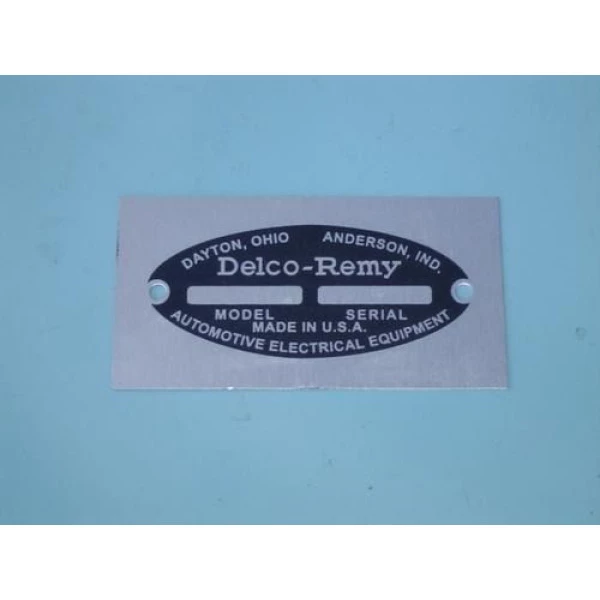 DAYTON, OHIO ANDERSON, IND.
Delco-Remy
MODEL SERIAL
MADE IN U.S.A.
AUTOMOTIVE ELECTRICAL EQUIPMENT